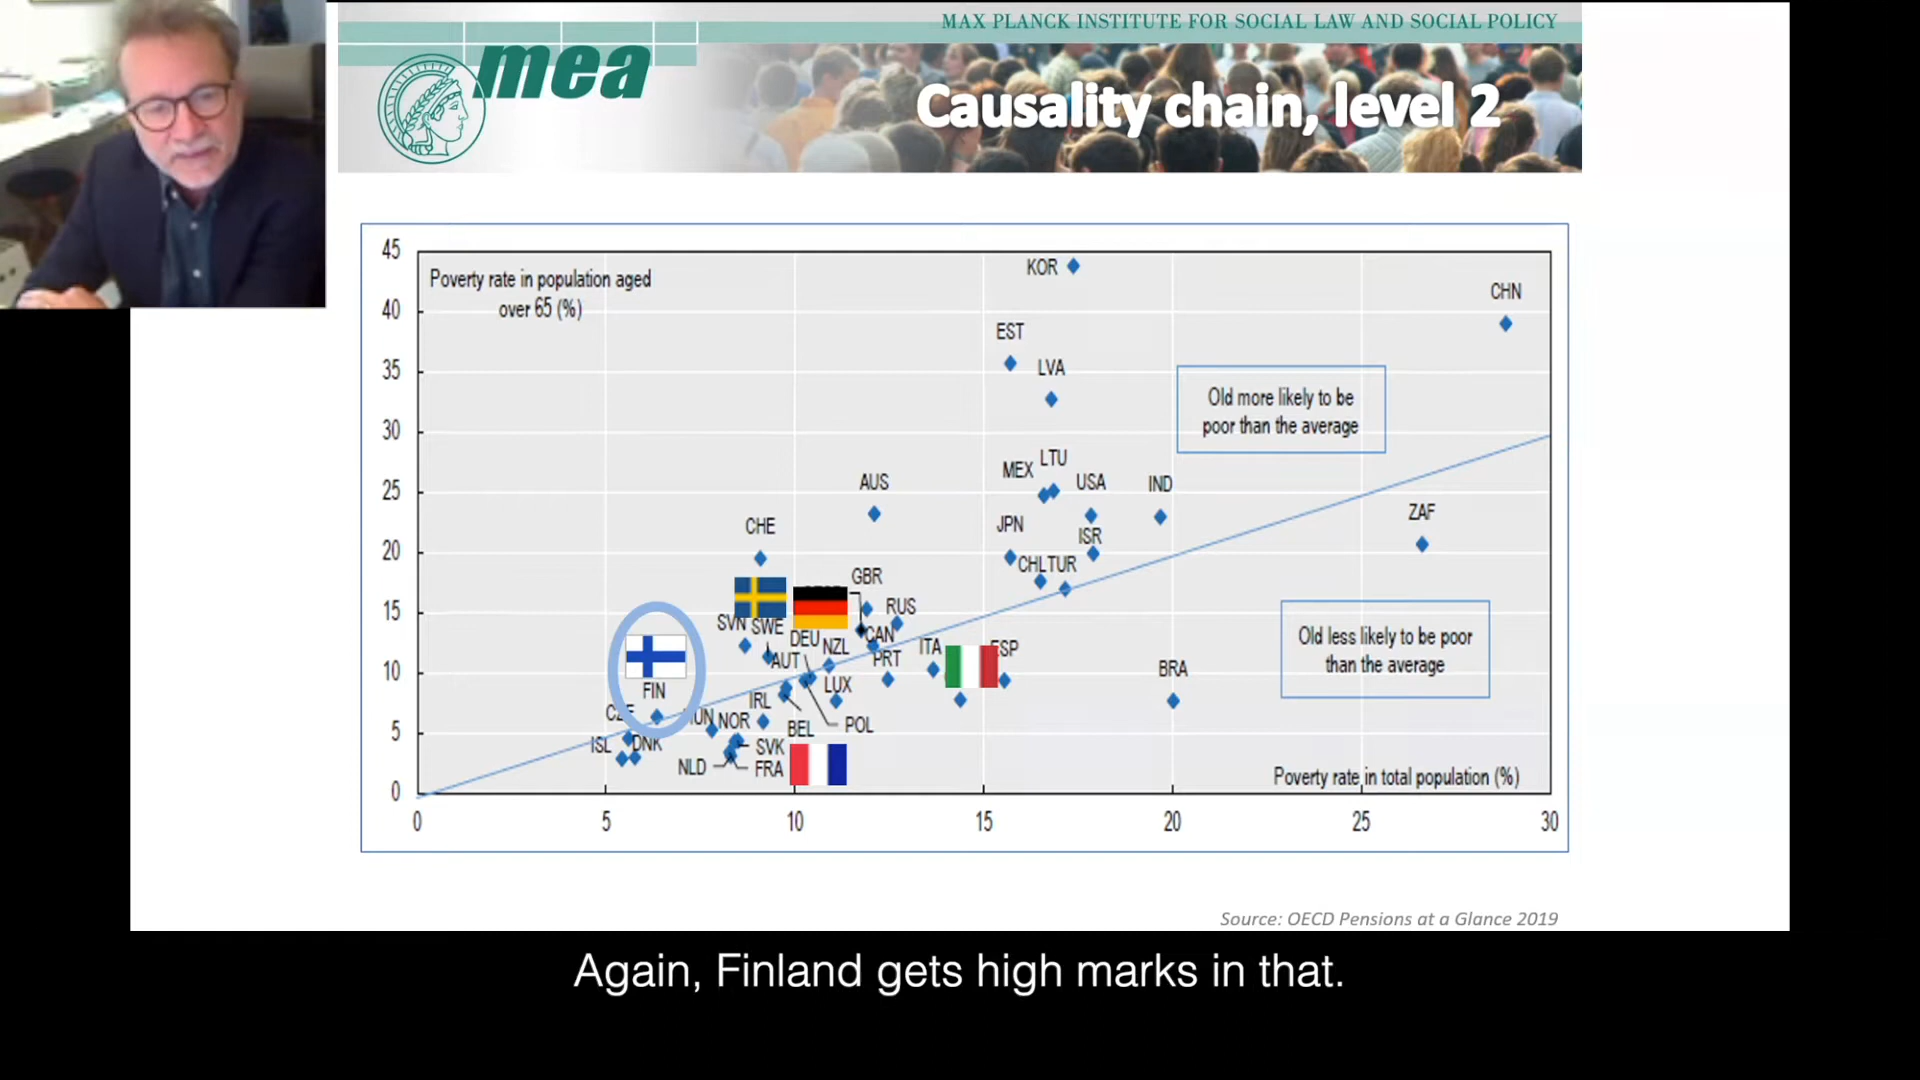 MAX PLANCK INSTITUTE FOR SOCIAL LAW AND SOCIAL POLICY
mea
Causality chain, level 2
45
40
35
30
25
20
15
10
5
0
Poverty rate in population aged
over 65 (%)
KOR
CHN
EST
LVA
Old more likely to be
poor than the average
LTU
MEX
USA
IND
AUS
ZAF
CHE
JPN
ISR
CHL
TUR
GBR
RUS
SVN
SWE
DEU
CAN
NZL
ITA
ESP
AUT
PRT
Old less likely to be poor
than the average
BRA
FIN
LUX
IRL
CZE
HUN
NOR
BEL
POL
ISL
DNK
SVK
NLD
FRA
Poverty rate in total population (%)
0
5
10
15
20
25
30
Source: OECD Pensions at a Glance 2019
Again, Finland gets high marks in that.